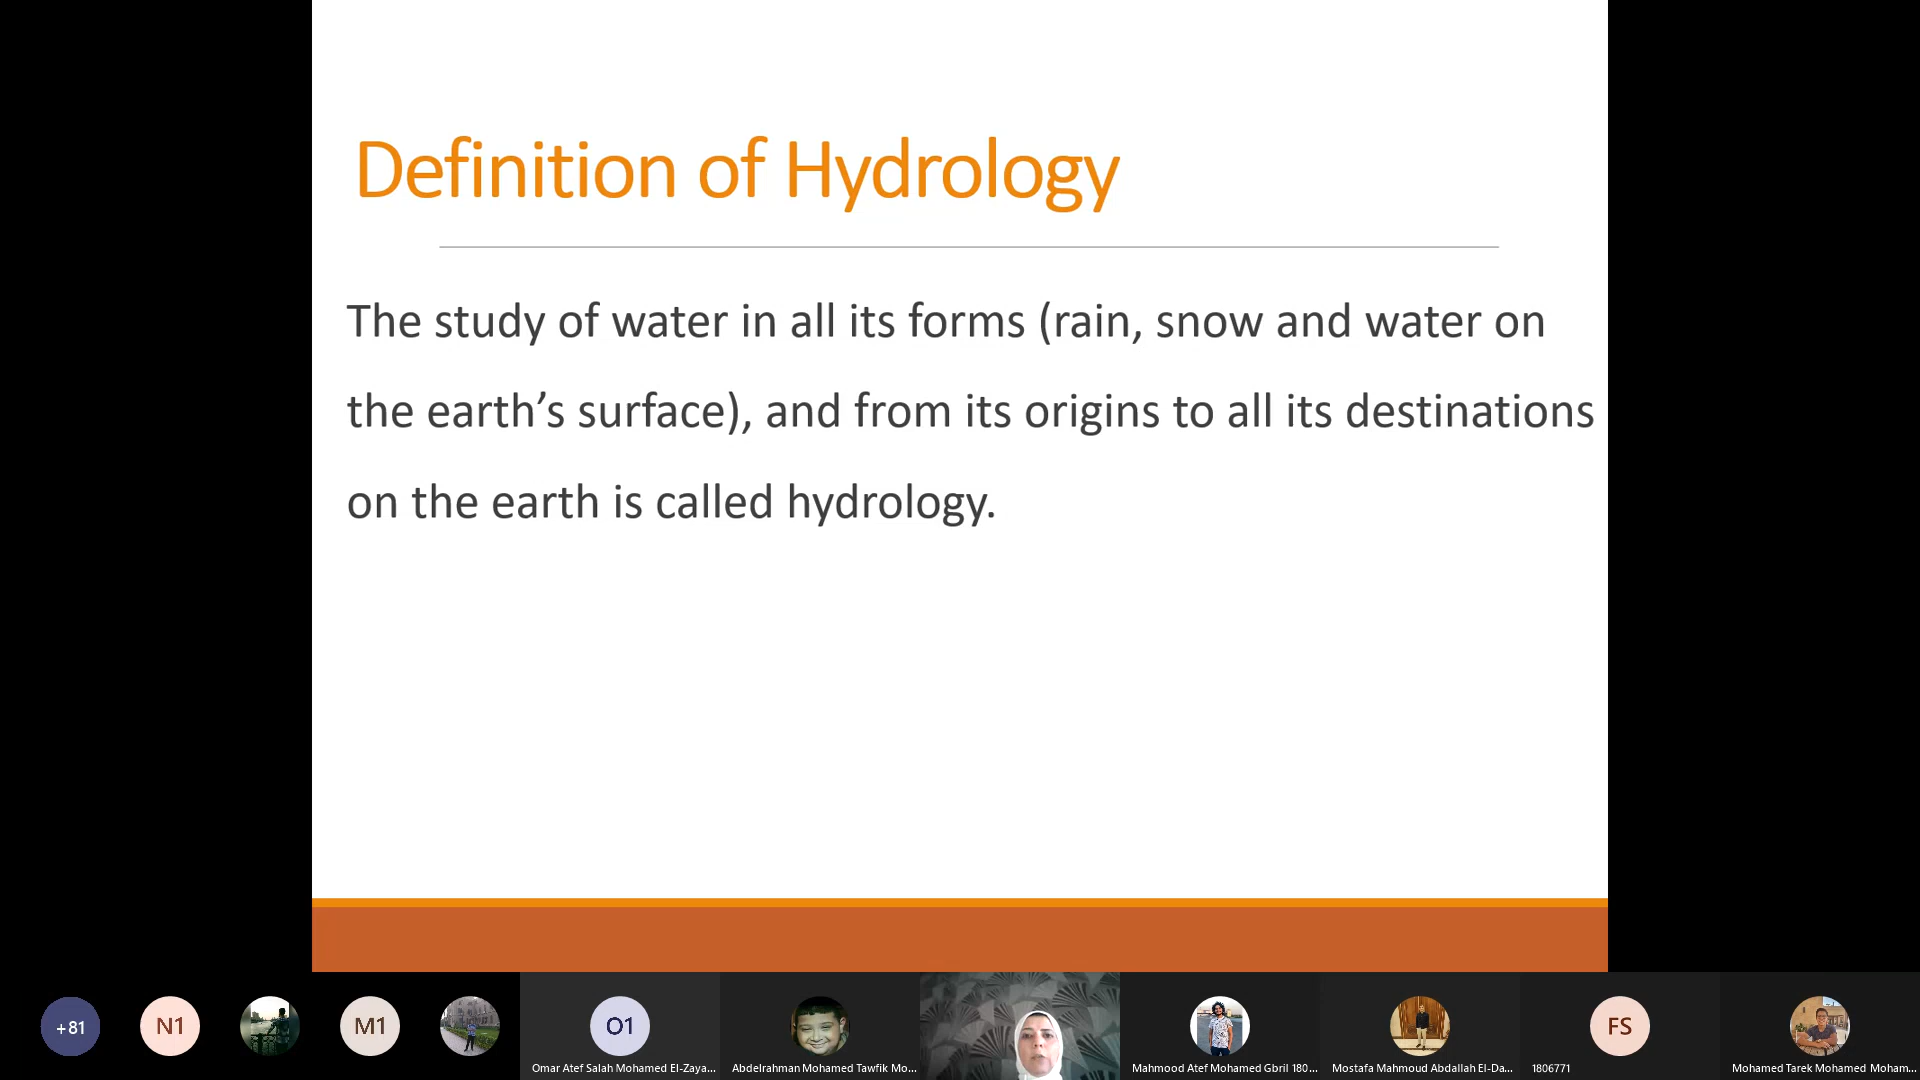 Definition of Hydrology
The study of water in all its forms (rain, snow and water on
the earth’s surface), and from its origins to all its destinations
on the earth is called hydrology.
+81
N1
M1
O1
FS
Omar Atef Salah Mohamed El-Zaya...
Abdelrahman Mohamed Tawfik Mo...
Mahmood Atef Mohamed Gbril 180...
Mostafa Mahmoud Abdallah El-Da...
1806771
Mohamed Tarek Mohamed Moham...